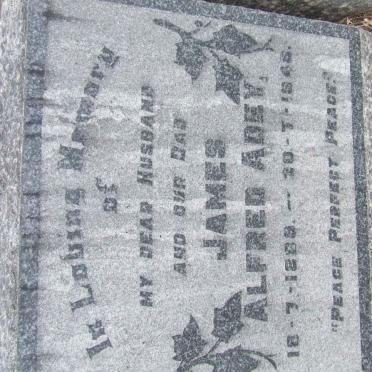 In Loving Memory
of
MY DEAR HUSBAND
AND OUR DAD
JAMES
ALFRED ADEY,
"PEACE PERFECT PEACE."